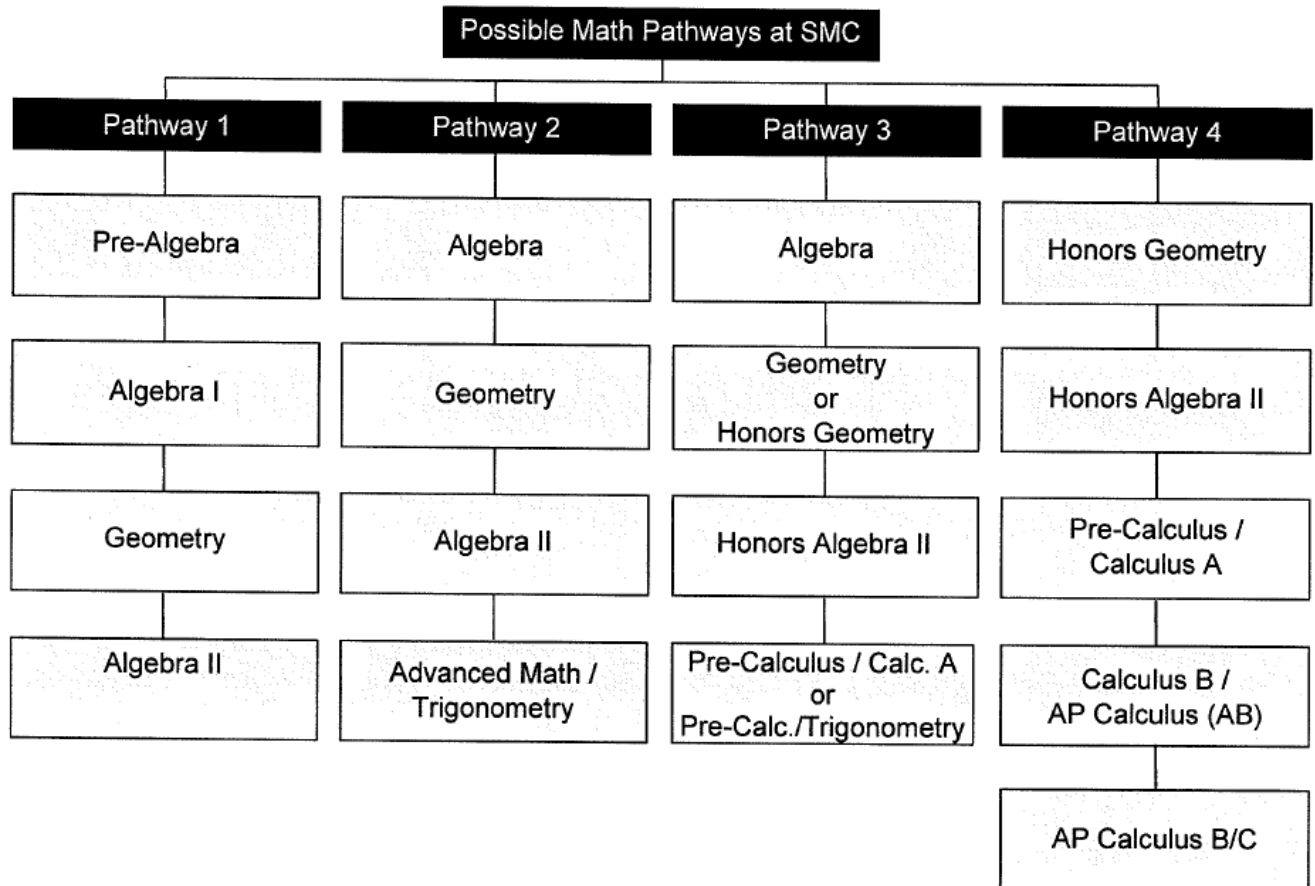 Possible Math Pathways at SMC
Pathway 1
Pre-Algebra
Algebra I
Geometry
Algebra II
Pathway 2
Algebra
Geometry
Algebra II
Advanced Math /
Trigonometry
Pathway 3
Algebra
Geometry
or
Honors Geometry
Honors Algebra II
Pre-Calculus / Calc. A
or
Pre-Calc./Trigonometry
Pathway 4
Honors Geometry
Honors Algebra II
Pre-Calculus /
Calculus A
Calculus B /
AP Calculus (AB)
AP Calculus B/C